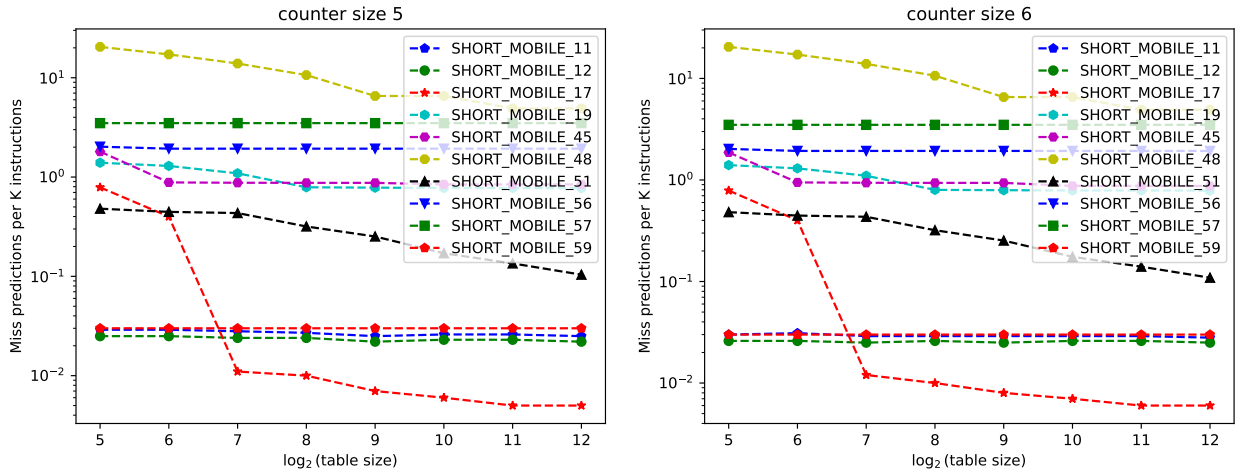 counter size 5
Miss predictions per K instructions
10¹
10⁰
10⁻¹
10⁻²
SHORT_MOBILE_11
SHORT_MOBILE_12
SHORT_MOBILE_17
SHORT_MOBILE_19
SHORT_MOBILE_45
SHORT_MOBILE_48
SHORT_MOBILE_51
SHORT_MOBILE_56
SHORT_MOBILE_57
SHORT_MOBILE_59
5 6 7 8 9 10 11 12
log₂(table size)
counter size 6
Miss predictions per K instructions
10¹
10⁰
10⁻¹
10⁻²
SHORT_MOBILE_11
SHORT_MOBILE_12
SHORT_MOBILE_17
SHORT_MOBILE_19
SHORT_MOBILE_45
SHORT_MOBILE_48
SHORT_MOBILE_51
SHORT_MOBILE_56
SHORT_MOBILE_57
SHORT_MOBILE_59
5 6 7 8 9 10 11 12
log₂(table size)